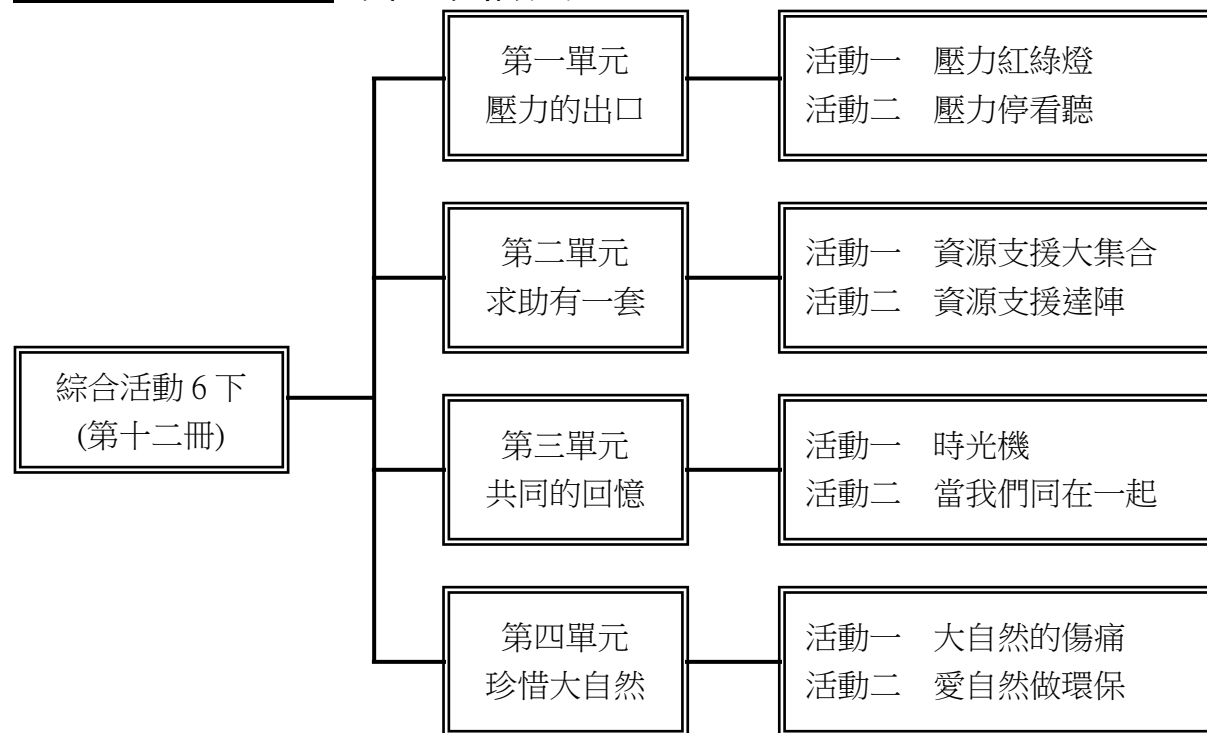 第一單元
壓力的出口
活動一　壓力紅綠燈
活動二　壓力停看聽
第二單元
求助有一套
活動一　資源支援大集合
活動二　資源支援達陣
綜合活動 6 下
(第十二冊)
第三單元
共同的回憶
活動一　時光機
活動二　當我們同在一起
第四單元
珍惜大自然
活動一　大自然的傷痛
活動二　愛自然做環保